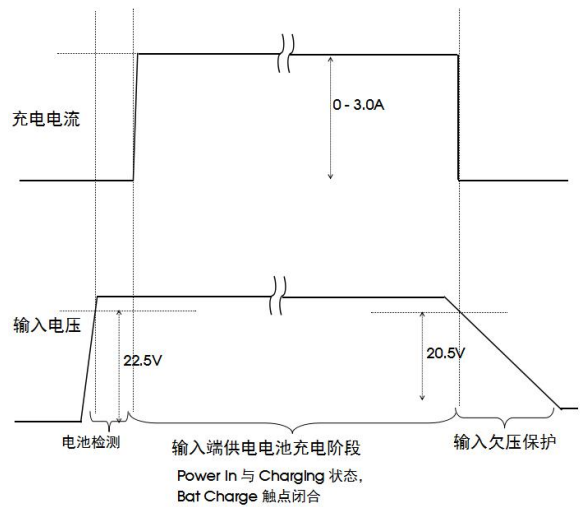 充电电流
0 - 3.0A
输入电压
22.5V
20.5V
电池检测
输入端供电电池充电阶段
输入欠压保护
Power In 与 Charging 状态，
Bat Charge 触点闭合